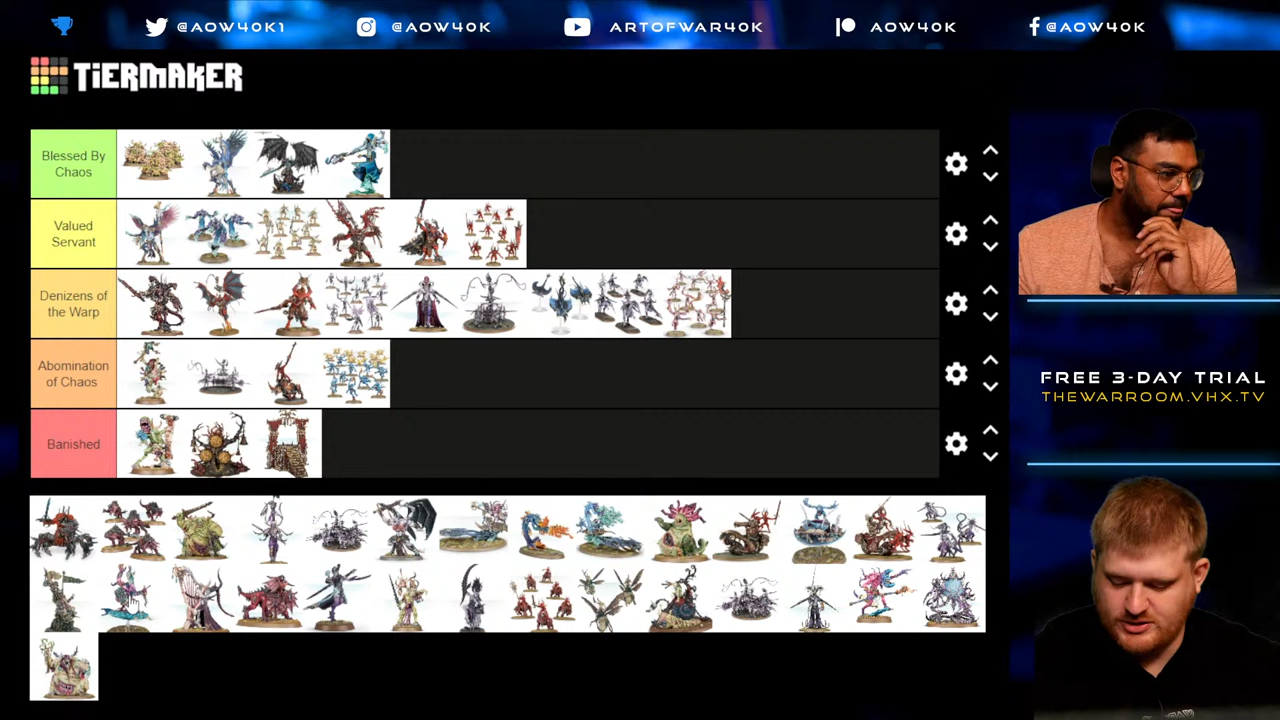 @AOW40K1
@AOW40K
ARTOFWAR40K
AOW40K
@AOW40K
TiERMAKER
Blessed By
Chaos
Valued
Servant
Denizens of
the Warp
Abomination
of Chaos
Banished
FREE 3-DAY TRIAL
THEWARROOM.VHX.TV